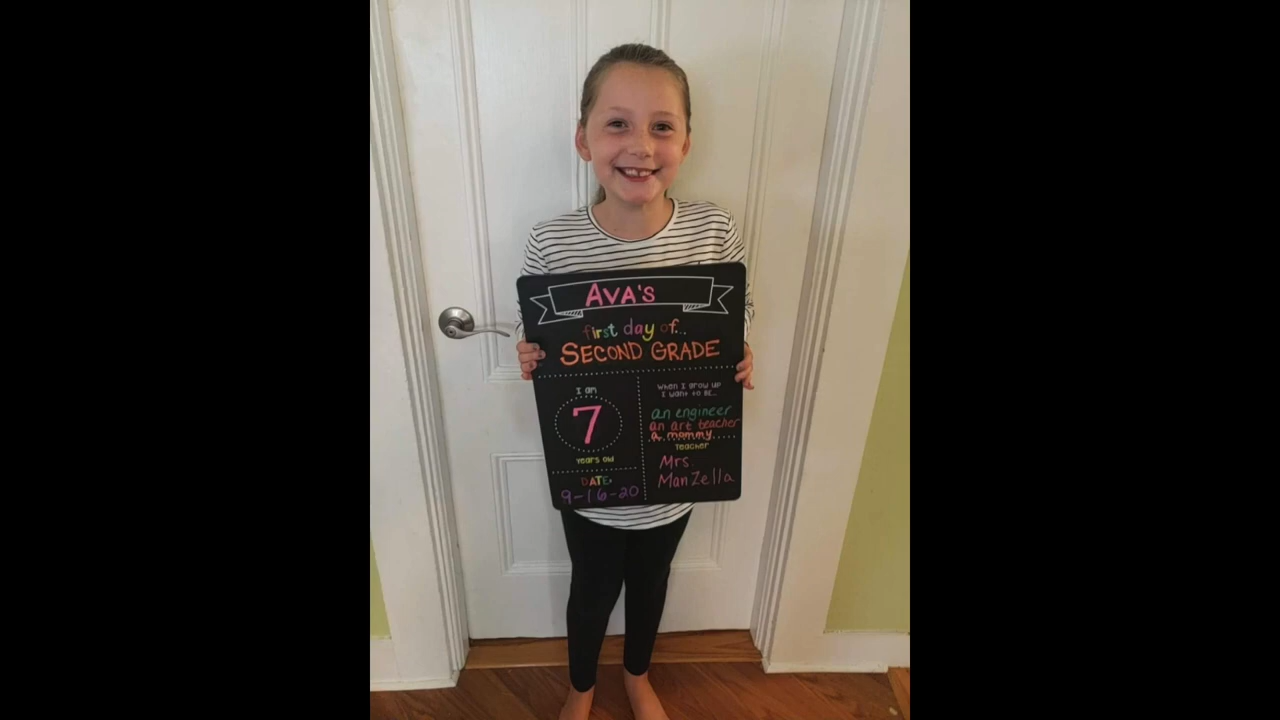 AVA'S
first day of...
SECOND GRADE
I am
7
years old
DATE:
9-16-20
When I grow up
I want to be...
an engineer
an art teacher
a mommy
Teacher
Mrs.
ManZella